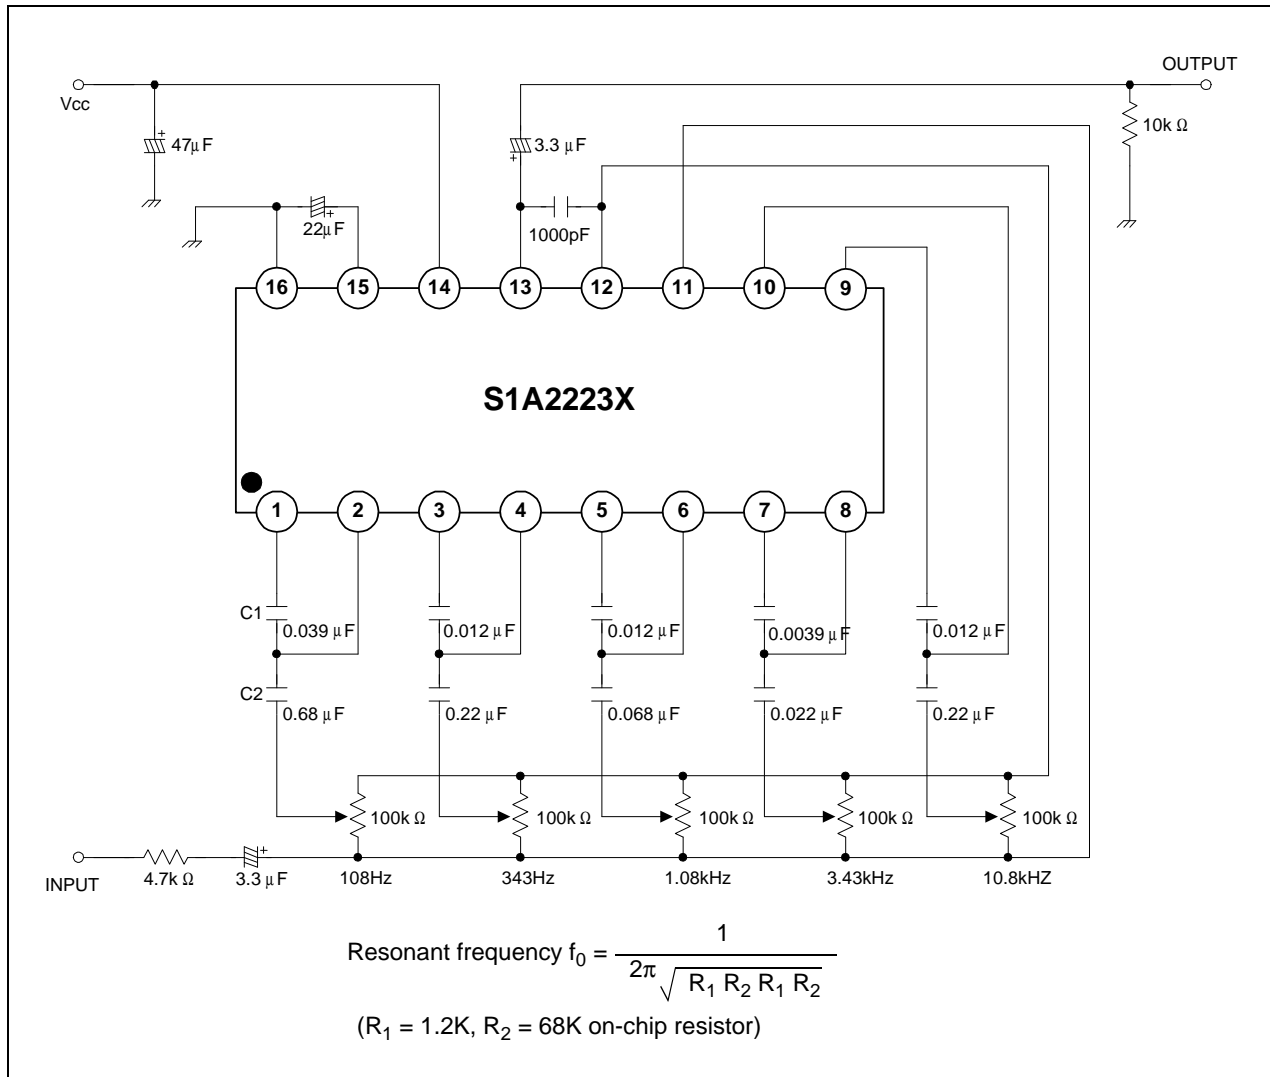 OUTPUT
Vcc
47μF
3.3 μF
10k Ω
22μF
1000pF
16 15 14 13 12 11 10 9
S1A2223X
1 2 3 4 5 6 7 8
C1
0.039 μF
0.012 μF
0.012 μF
0.0039μF
0.012 μF
C2
0.68 μF
0.22 μF
0.068 μF
0.022 μF
0.22 μF
100k Ω
100k Ω
100k Ω
100k Ω
100k Ω
INPUT
4.7k Ω
3.3 μF
108Hz
343Hz
1.08kHz
3.43kHz
10.8kHZ
Resonant frequency f0 = 1 / 2π√R1 R2 R1 R2
(R1 = 1.2K, R2 = 68K on-chip resistor)